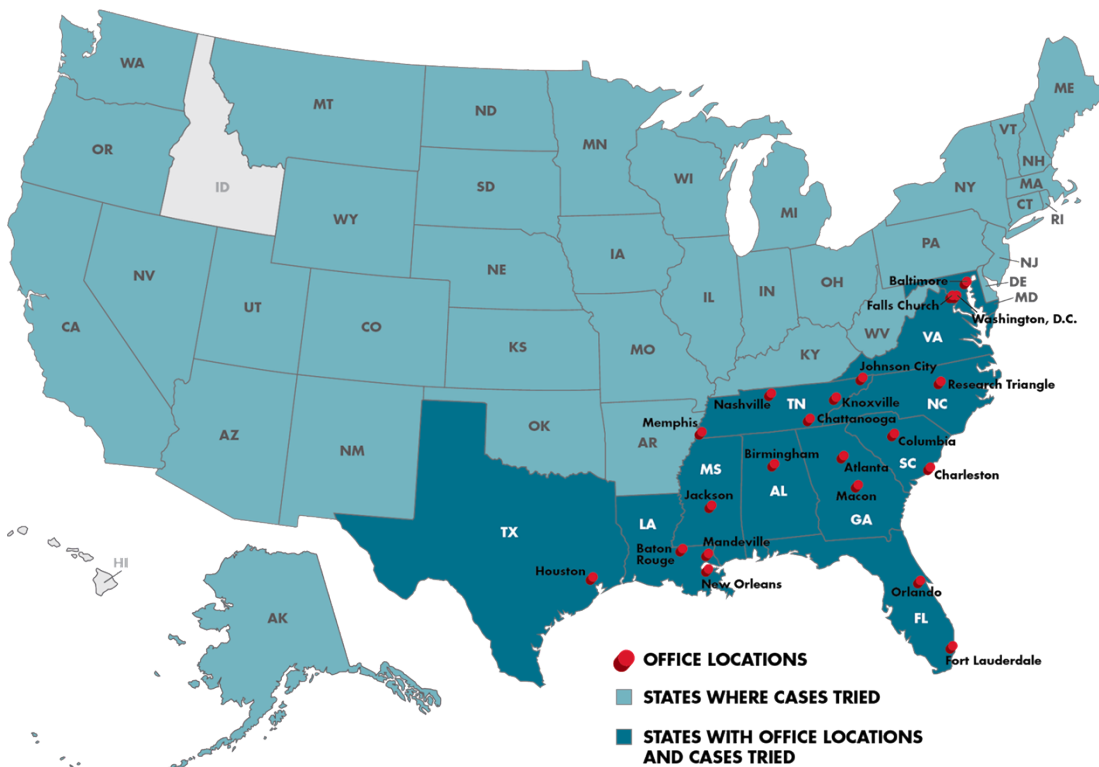 WA
MT
ND
MN
ME
VT
NH
OR
ID
SD
WI
NY
MA
CT
RI
WY
MI
IA
PA
NV
NE
NJ
UT
IL
IN
OH
DE
MD
CA
CO
KS
MO
WV
KY
VA
Baltimore
Falls Church
Washington, D.C.
Johnson City
Research Triangle
Nashville
TN
Knoxville
NC
Memphis
Chattanooga
AZ
NM
OK
AR
Columbia
MS
Birmingham
Atlanta
SC
Charleston
Jackson
AL
Macon
GA
TX
LA
Baton
Rouge
Mandeville
Houston
New Orleans
Orlando
HI
AK
FL
Fort Lauderdale
OFFICE LOCATIONS
STATES WHERE CASES TRIED
STATES WITH OFFICE LOCATIONS
AND CASES TRIED